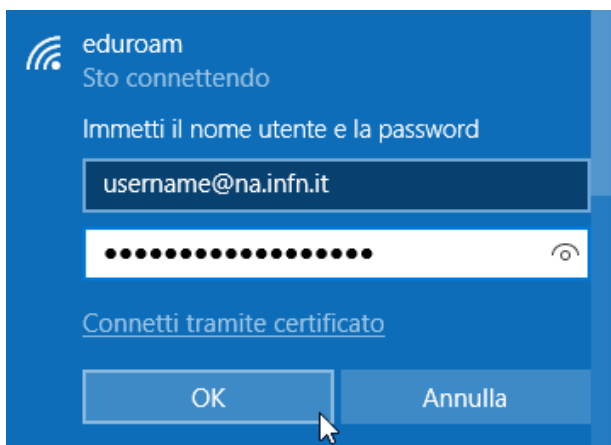 eduroam
Sto connettendo
Immetti il nome utente e la password
username@na.infn.it
••••••••••••••••••
Connetti tramite certificato
OK
Annulla